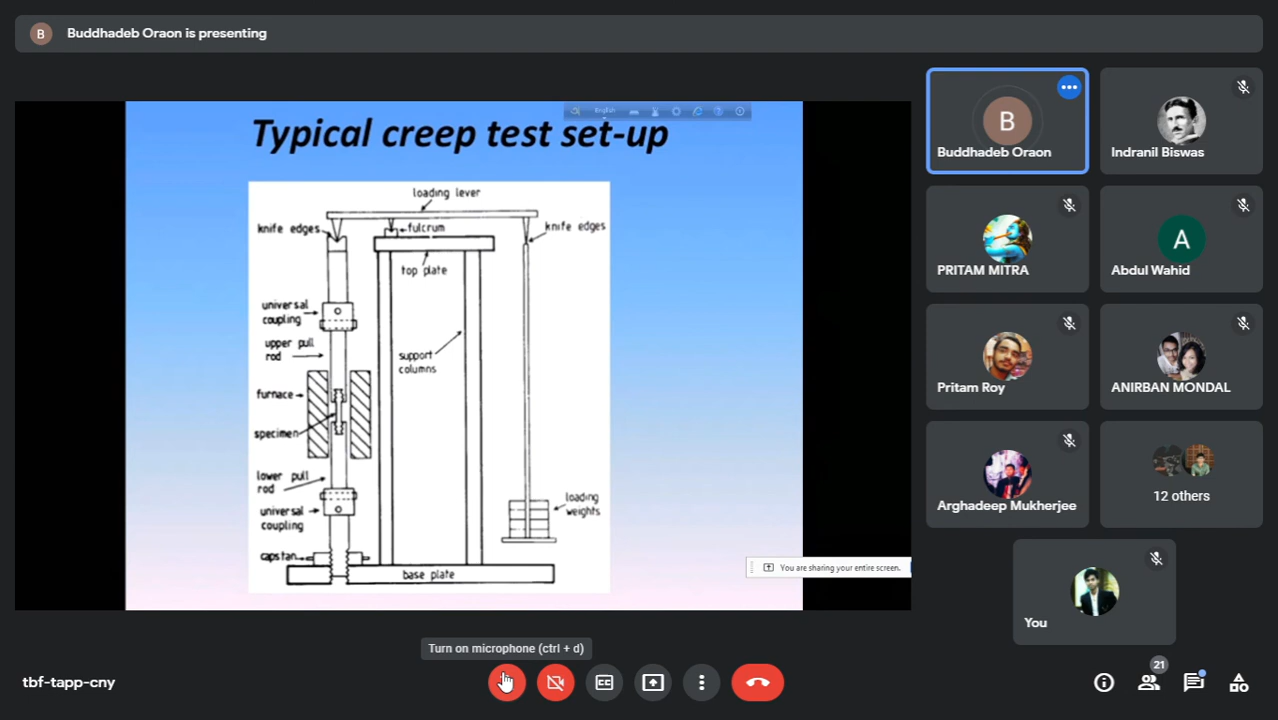 B
Buddhadeb Oraon is presenting
English
Typical creep test set-up
loading lever
knife edges
fulcrum
knife edges
top plate
universal
coupling
upper pull
rod
support
columns
furnace
specimen
lower pull
rod
universal
coupling
loading
weights
capstan
base plate
You are sharing your entire screen.
B
Buddhadeb Oraon
Indranil Biswas
PRITAM MITRA
A
Abdul Wahid
Pritam Roy
ANIRBAN MONDAL
Arghadeep Mukherjee
12 others
You
Turn on microphone (ctrl + d)
tbf-tapp-cny
CC
21